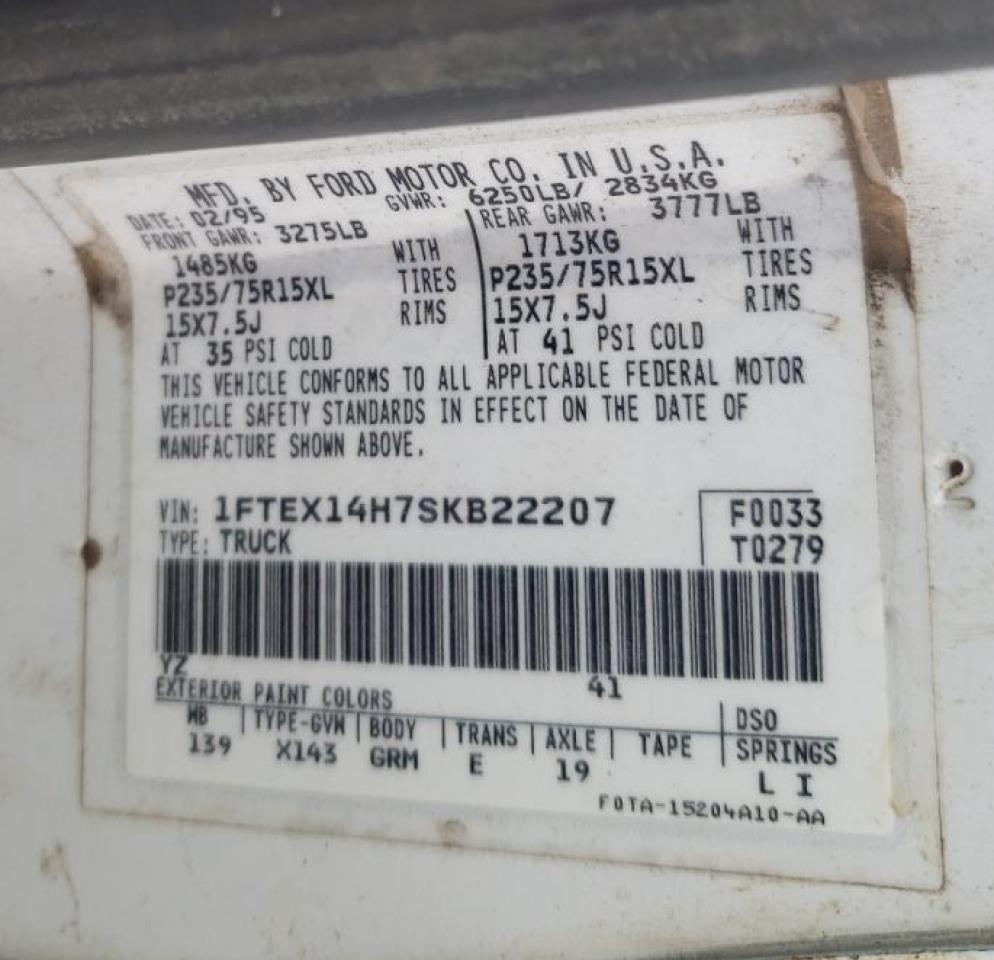 MFD. BY FORD MOTOR CO. IN U.S.A.
DATE: 02/95 GVWR: 6250LB/ 2834KG
FRONT GAWR: 3275LB REAR GAWR: 3777LB
1485KG WITH 1713KG WITH
P235/75R15XL TIRES P235/75R15XL TIRES
15X7.5J RIMS 15X7.5J RIMS
AT 35 PSI COLD AT 41 PSI COLD
THIS VEHICLE CONFORMS TO ALL APPLICABLE FEDERAL MOTOR
VEHICLE SAFETY STANDARDS IN EFFECT ON THE DATE OF
MANUFACTURE SHOWN ABOVE.
VIN: 1FTEX14H7SKB22207 F0033
TYPE: TRUCK T0279
YZ 41
EXTERIOR PAINT COLORS DSO
WB TYPE-GVW BODY TRANS AXLE TAPE SPRINGS
139 X143 GRM E 19 L I
F0TA-15204A10-AA
2